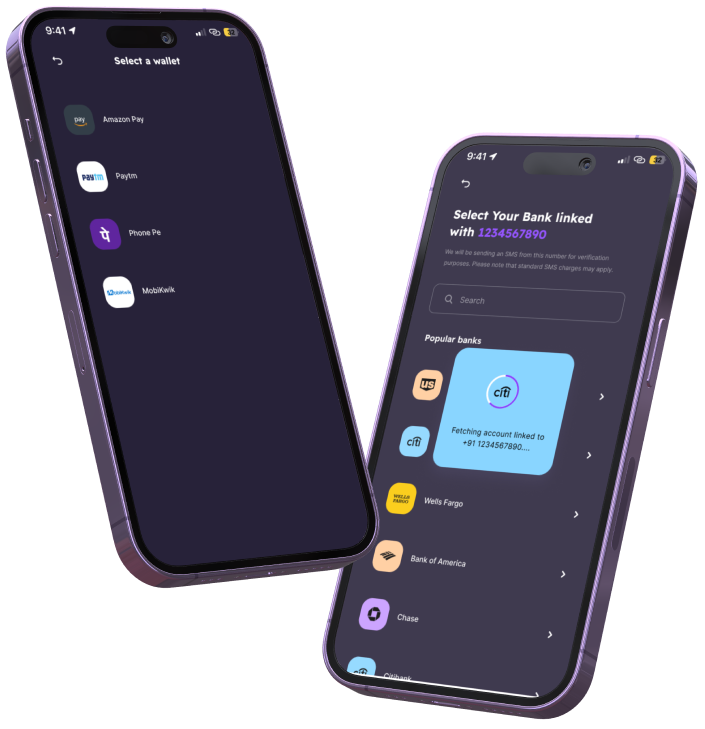 9:41
32
Select a wallet
pay
Amazon Pay
Paytm
Paytm
पे
Phone Pe
MobiKwik
MobiKwik
9:41
32
Select Your Bank linked
with 1234567890
We will be sending an SMS from this number for verification
purposes. Please note that standard SMS charges may apply.
Search
Popular banks
us
citi
Fetching account linked to
+91 1234567890....
citi
WELLS
FARGO
Wells Fargo
Bank of America
Chase
citi
Citibank